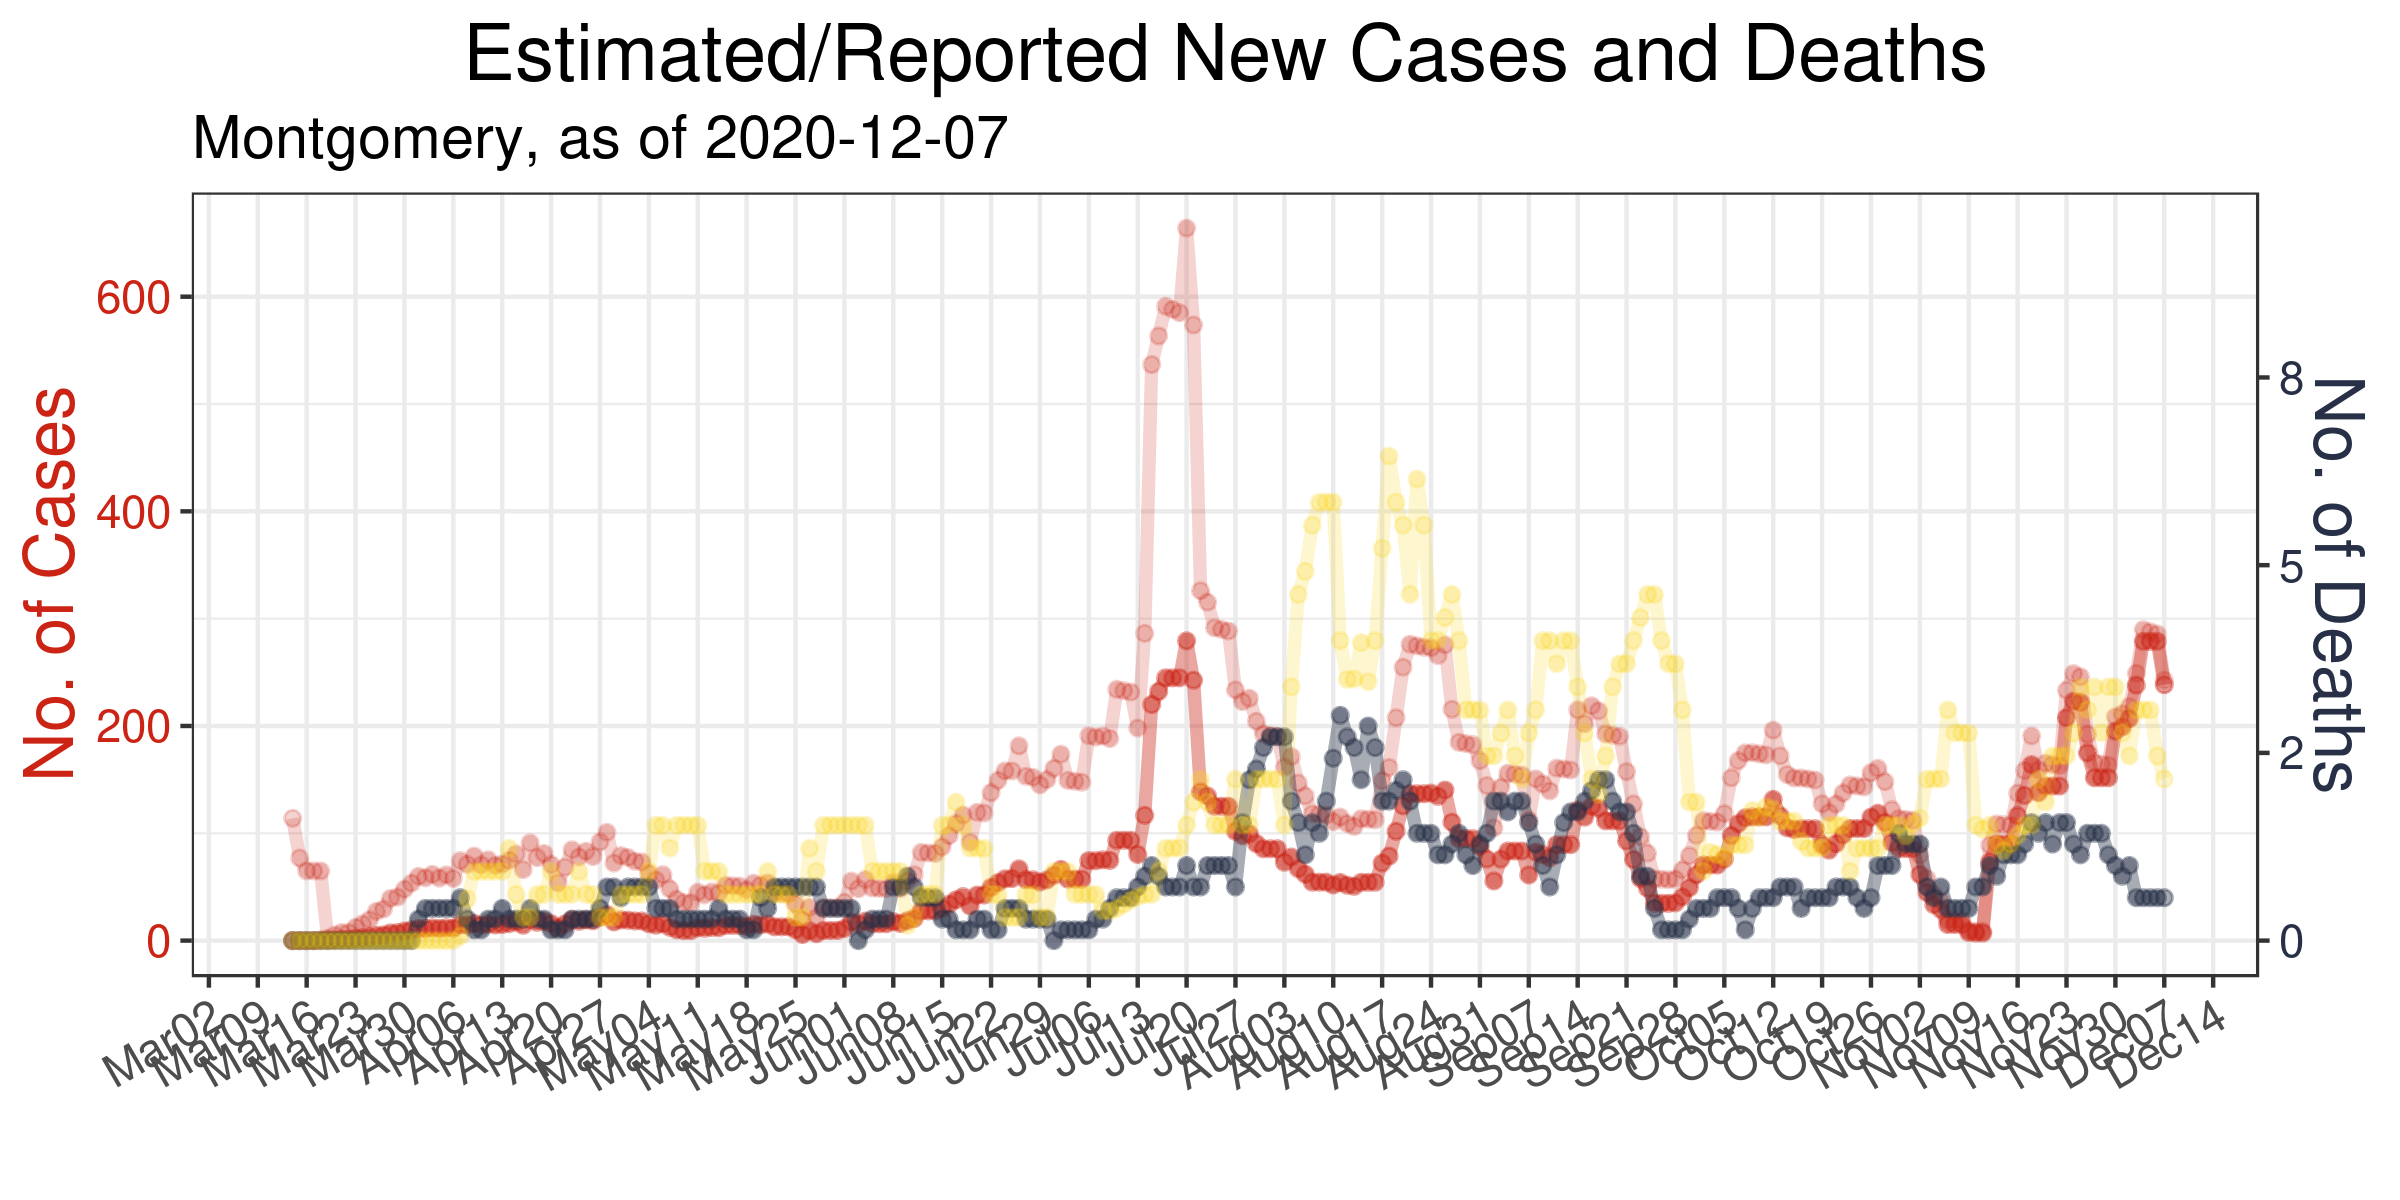 Estimated/Reported New Cases and Deaths
Montgomery, as of 2020-12-07
No. of Cases
600
400
200
0
8
5
2
0
No. of Deaths
Mar02
Mar09
Mar16
Mar23
Mar30
Apr06
Apr13
Apr20
Apr27
May04
May11
May18
May25
Jun01
Jun08
Jun15
Jun22
Jun29
Jul06
Jul13
Jul20
Jul27
Aug03
Aug10
Aug17
Aug24
Aug31
Sep07
Sep14
Sep21
Sep28
Oct05
Oct12
Oct19
Oct26
Nov02
Nov09
Nov16
Nov23
Nov30
Dec07
Dec14